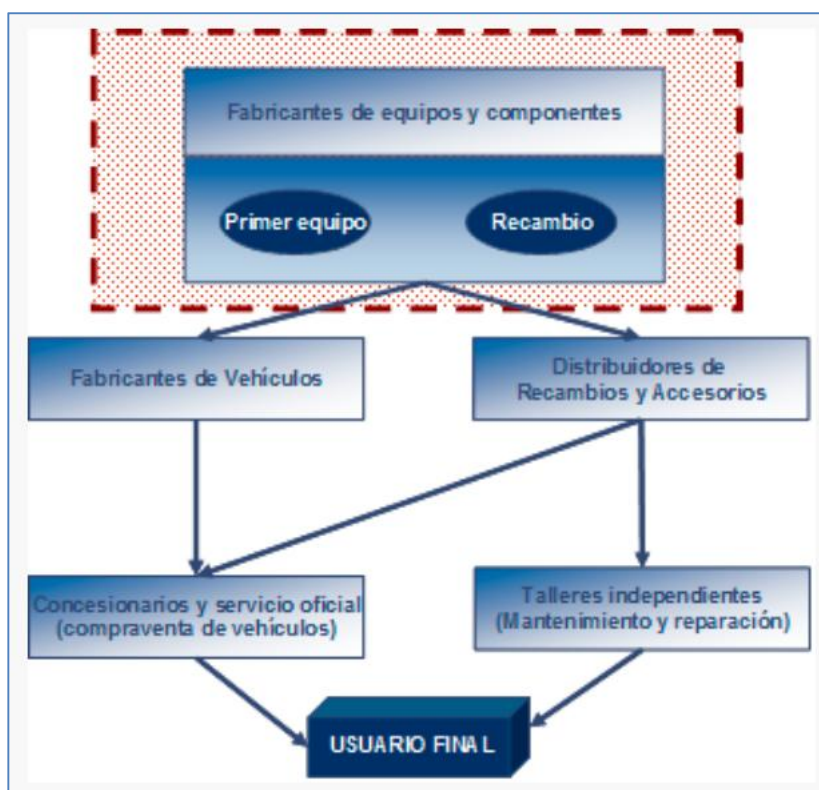 Fabricantes de equipos y componentes
Primer equipo
Recambio
Fabricantes de Vehículos
Distribuidores de
Recambios y Accesorios
Concesionarios y servicio oficial
(compraventa de vehículos)
Talleres independientes
(Mantenimiento y reparación)
USUARIO FINAL